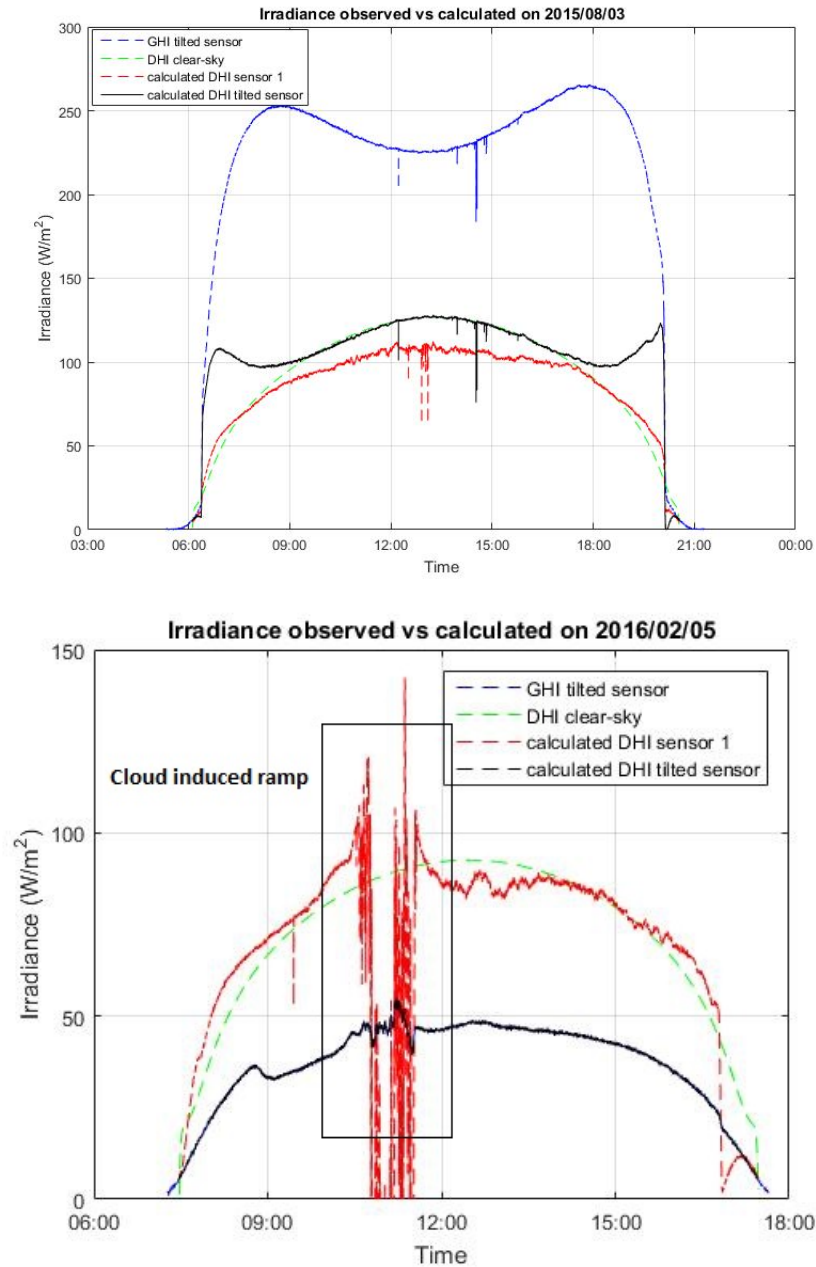 Irradiance observed vs calculated on 2015/08/03
300
250
200
150
100
50
0
Irradiance (W/m²)
GHI tilted sensor
DHI clear-sky
calculated DHI sensor 1
calculated DHI tilted sensor
03:00 06:00 09:00 12:00 15:00 18:00 21:00 00:00
Time
Irradiance observed vs calculated on 2016/02/05
150
100
50
0
Irradiance (W/m²)
GHI tilted sensor
DHI clear-sky
calculated DHI sensor 1
calculated DHI tilted sensor
Cloud induced ramp
06:00 09:00 12:00 15:00 18:00
Time